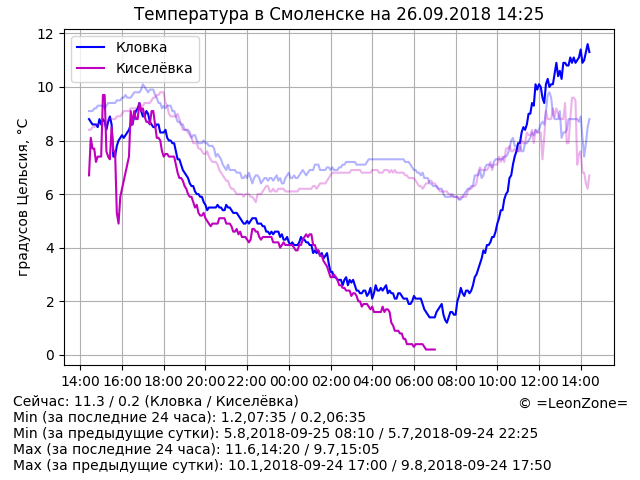 Температура в Смоленске на 26.09.2018 14:25
Кловка
Киселёвка
градусов Цельсия, °C
12
10
8
6
4
2
0
14:00 16:00 18:00 20:00 22:00 00:00 02:00 04:00 06:00 08:00 10:00 12:00 14:00
Сейчас: 11.3 / 0.2 (Кловка / Киселёвка)
© =LeonZone=
Min (за последние 24 часа): 1.2,07:35 / 0.2,06:35
Min (за предыдущие сутки): 5.8,2018-09-25 08:10 / 5.7,2018-09-24 22:25
Max (за последние 24 часа): 11.6,14:20 / 9.7,15:05
Max (за предыдущие сутки): 10.1,2018-09-24 17:00 / 9.8,2018-09-24 17:50